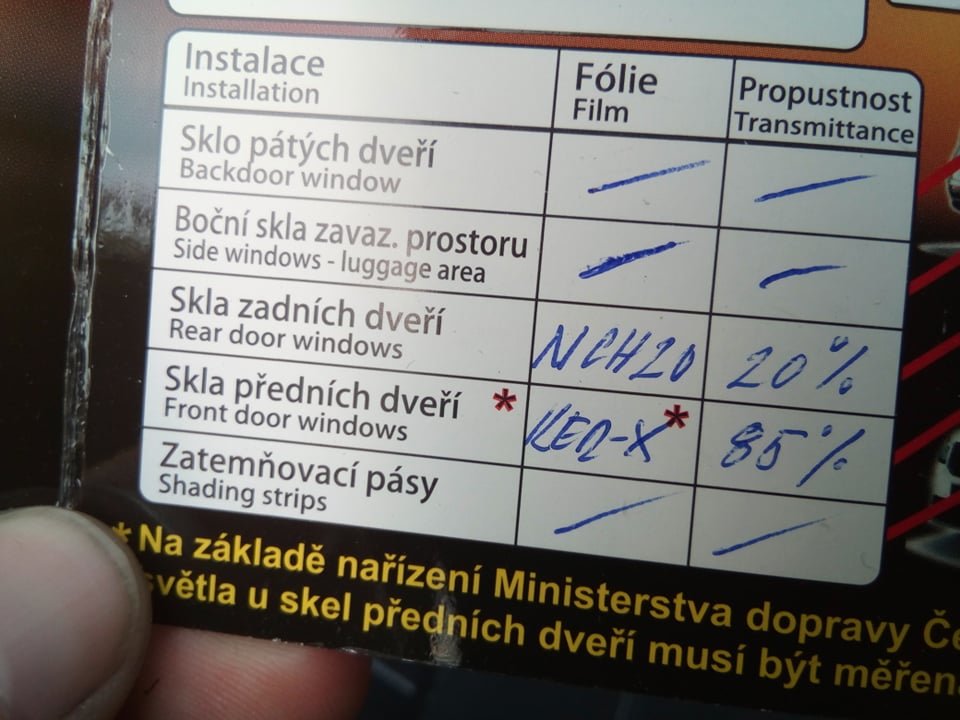 Instalace
Installation
Fólie
Film
Propustnost
Transmittance
Sklo pátých dveří
Backdoor window
Boční skla zavaz. prostoru
Side windows - luggage area
Skla zadních dveří
Rear door windows
NCH20
20%
Skla předních dveří *
Front door windows
*
85%
Zatemňovací pásy
Shading strips
* Na základě nařízení Ministerstva dopravy Če
světla u skel předních dveří musí být měřen